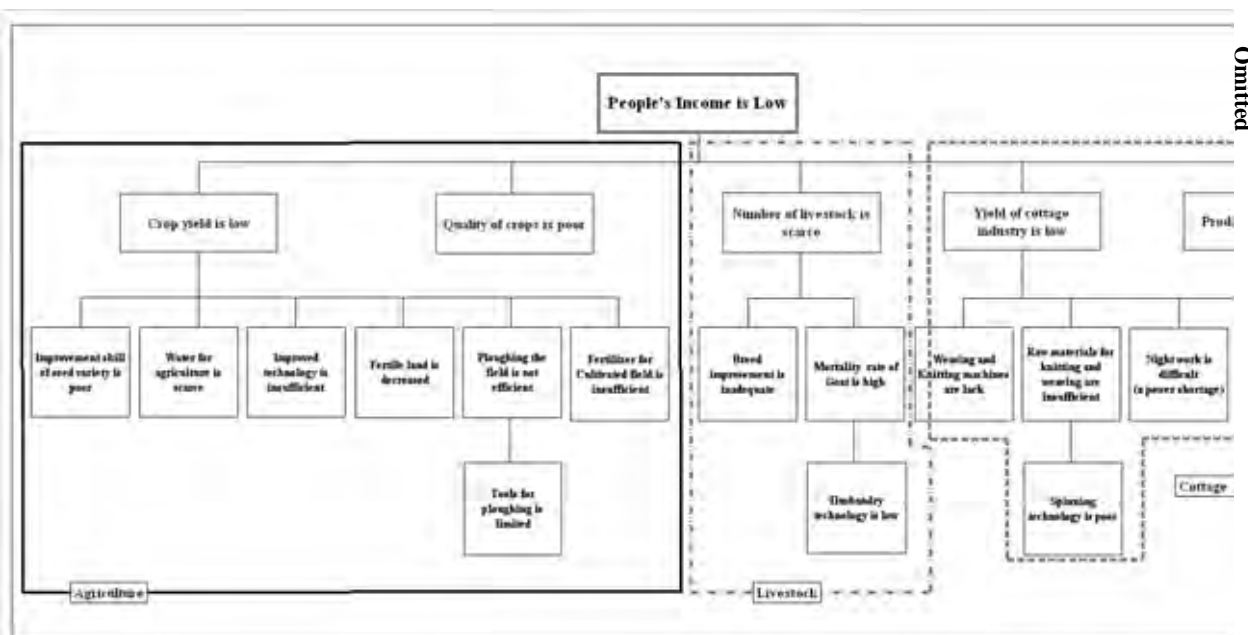 Omitted
People's Income is Low
Crop yield is low
Quality of crops is poor
Number of livestock is
scarce
Yield of cottage
industry is low
Prod
Improvement skill
of seed variety is
poor
Water for
agriculture is
scarce
Improved
technology is
insufficient
Fertile land is
decreased
Ploughing the
field is not
efficient
Fertilizer for
Cultivated field is
insufficient
Breed
improvement is
inadequate
Mortality rate of
Goat is high
Weaving and
Knitting machines
are lack
Raw materials for
knitting and
weaving are
insufficient
Night work is
difficult
(a power shortage)
Tools for
ploughing is
limited
Husbandry
technology is low
Spinning
technology is poor
Cottage
Agriculture
Livestock